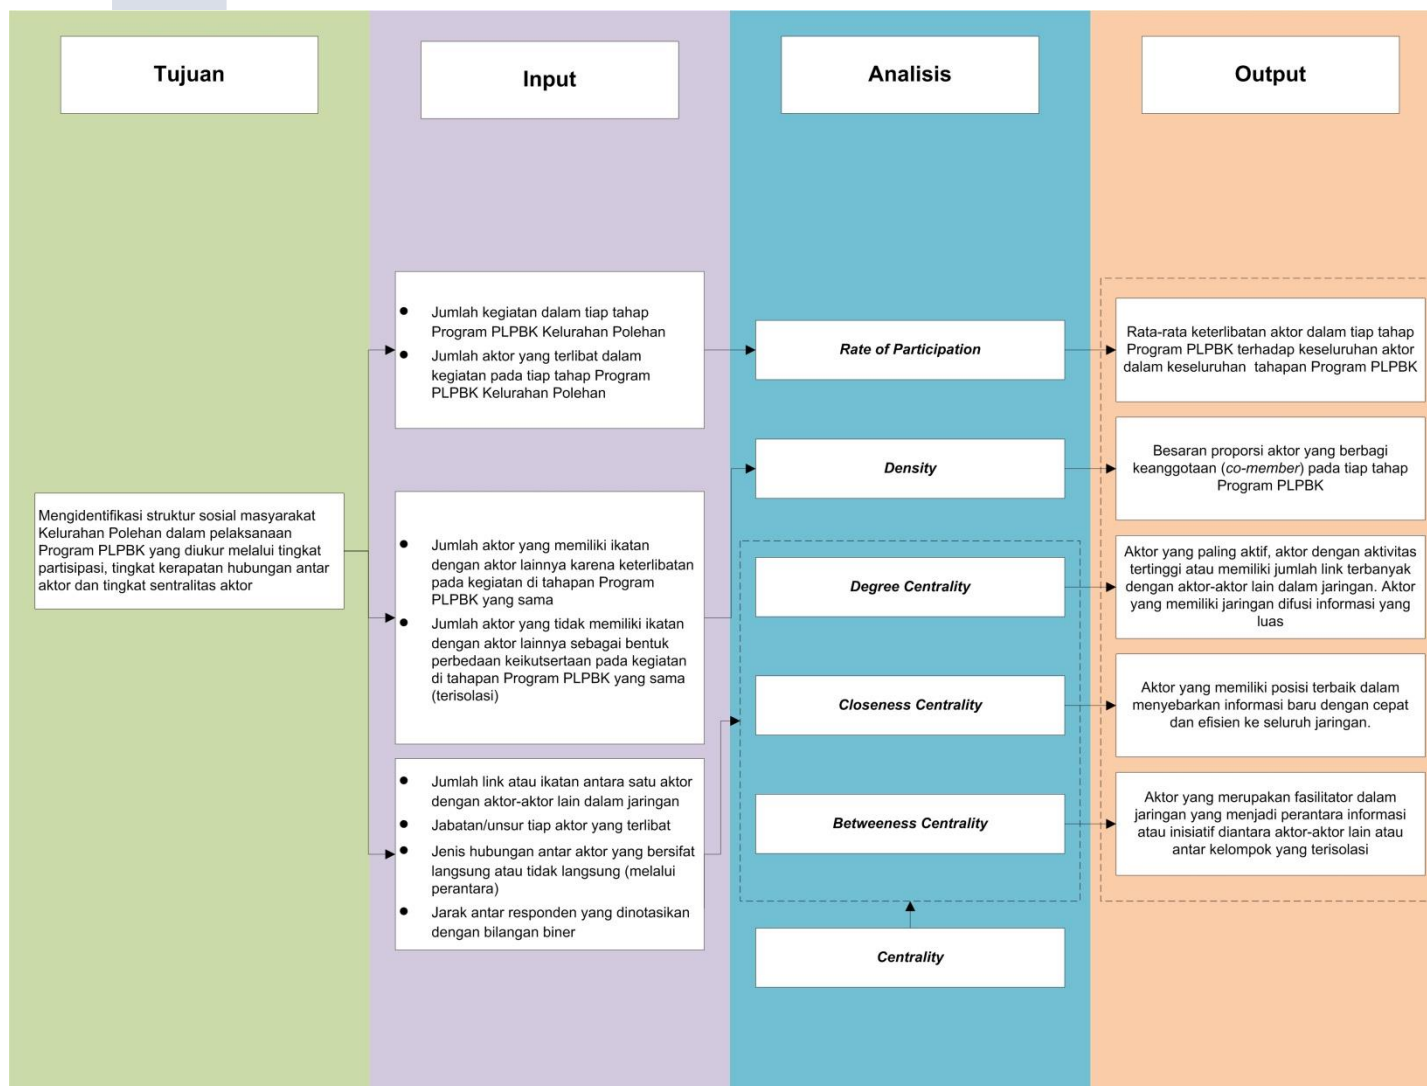 Tujuan
Input
Analisis
Output
Mengidentifikasi struktur sosial masyarakat
Kelurahan Polehan dalam pelaksanaan
Program PLPBK yang diukur melalui tingkat
partisipasi, tingkat kerapatan hubungan antar
aktor dan tingkat sentralitas aktor
● Jumlah kegiatan dalam tiap tahap
Program PLPBK Kelurahan Polehan
● Jumlah aktor yang terlibat dalam
kegiatan pada tiap tahap Program
PLPBK Kelurahan Polehan
● Jumlah aktor yang memiliki ikatan
dengan aktor lainnya karena keterlibatan
pada kegiatan di tahapan Program
PLPBK yang sama
● Jumlah aktor yang tidak memiliki ikatan
dengan aktor lainnya sebagai bentuk
perbedaan keikutsertaan pada kegiatan
di tahapan Program PLPBK yang sama
(terisolasi)
● Jumlah link atau ikatan antara satu aktor
dengan aktor-aktor lain dalam jaringan
● Jabatan/unsur tiap aktor yang terlibat
● Jenis hubungan antar aktor yang bersifat
langsung atau tidak langsung (melalui
perantara)
● Jarak antar responden yang dinotasikan
dengan bilangan biner
Rate of Participation
Density
Degree Centrality
Closeness Centrality
Betweeness Centrality
Centrality
Rata-rata keterlibatan aktor dalam tiap tahap
Program PLPBK terhadap keseluruhan aktor
dalam keseluruhan tahapan Program PLPBK
Besaran proporsi aktor yang berbagi
keanggotaan (co-member) pada tiap tahap
Program PLPBK
Aktor yang paling aktif, aktor dengan aktivitas
tertinggi atau memiliki jumlah link terbanyak
dengan aktor-aktor lain dalam jaringan. Aktor
yang memiliki jaringan difusi informasi yang
luas
Aktor yang memiliki posisi terbaik dalam
menyebarkan informasi baru dengan cepat
dan efisien ke seluruh jaringan.
Aktor yang merupakan fasilitator dalam
jaringan yang menjadi perantara informasi
atau inisiatif diantara aktor-aktor lain atau
antar kelompok yang terisolasi